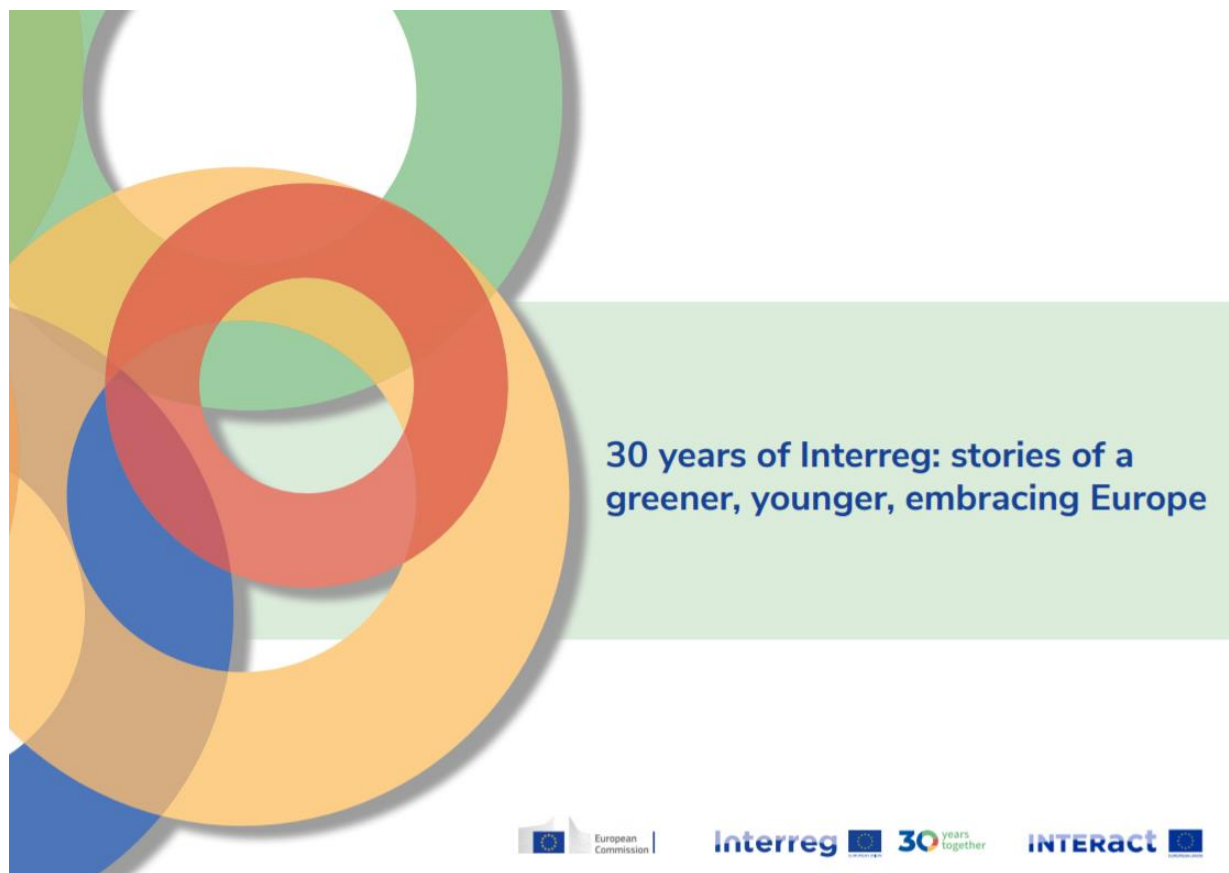 30 years of Interreg: stories of a
greener, younger, embracing Europe
European
Commission
Interreg
30 years
together
INTERACT